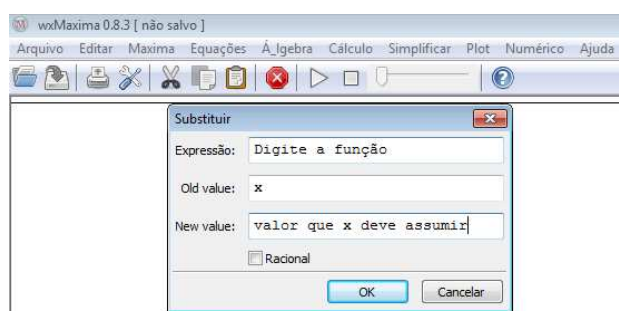 wxMaxima 0.8.3 [ não salvo ]
Arquivo Editar Maxima Equações Á_lgebra Cálculo Simplificar Plot Numérico Ajuda
Substituir
Expressão: Digite a função
Old value: x
New value: valor que x deve assumir
Racional
OK Cancelar